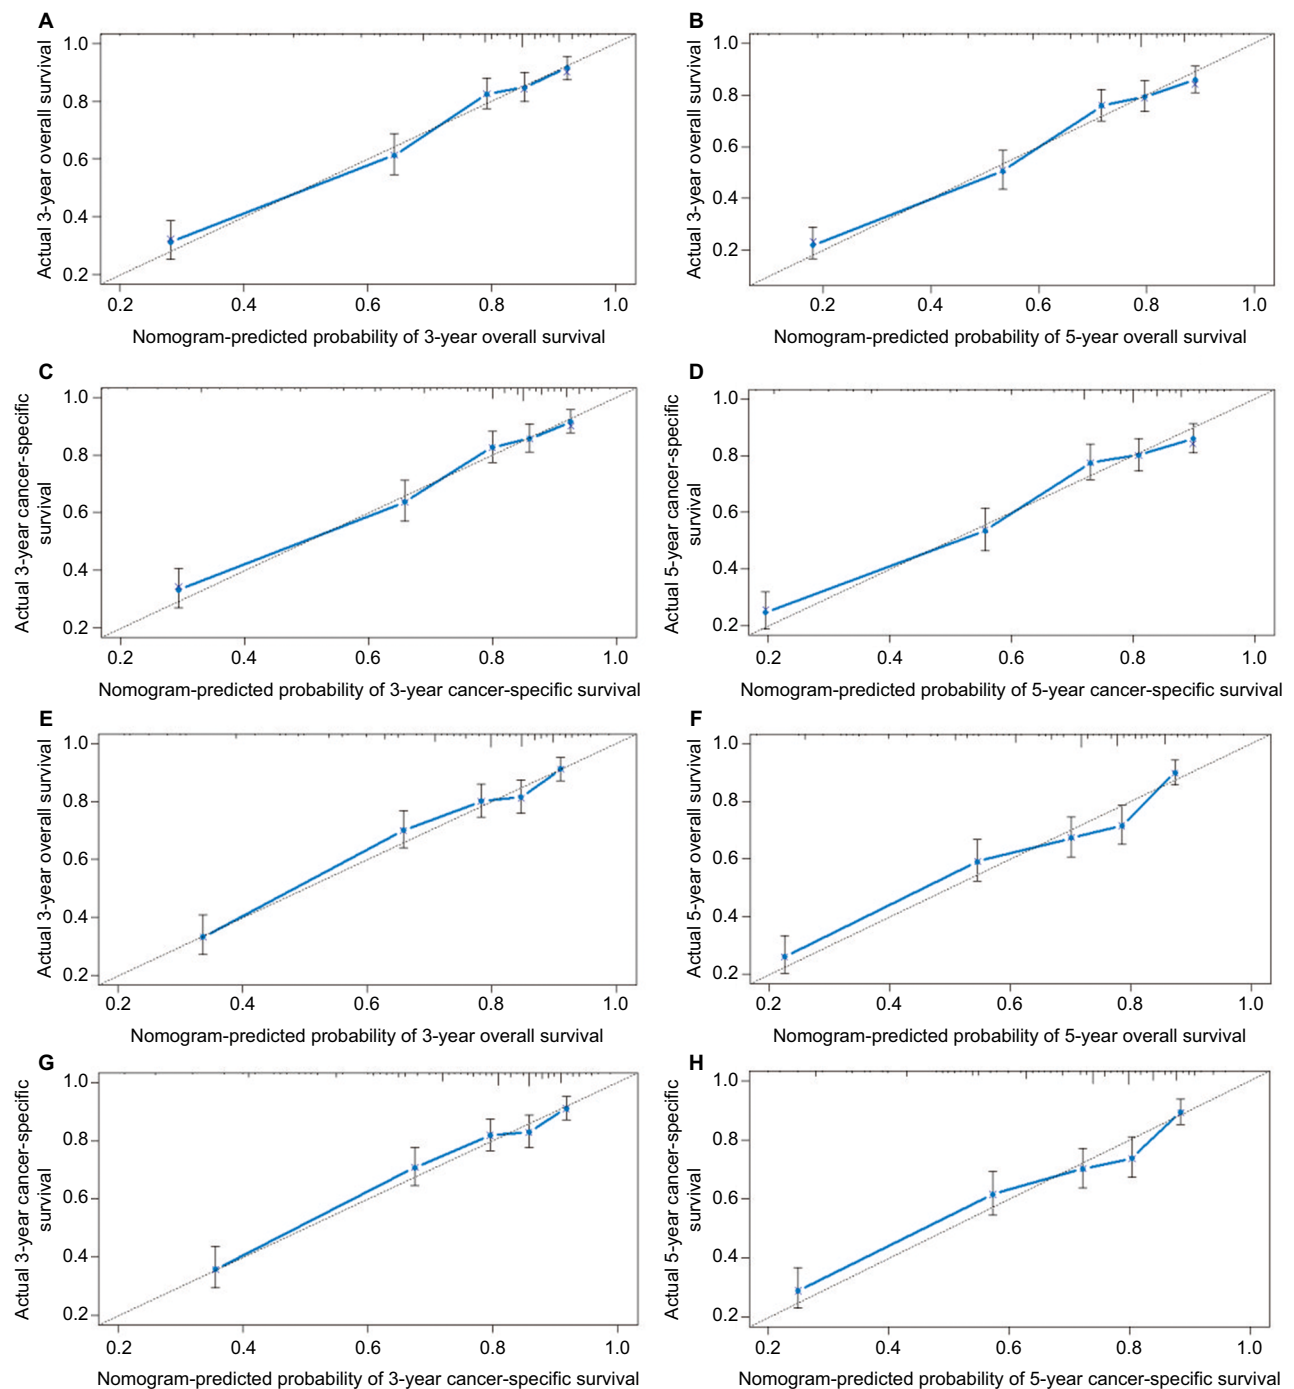 A
Actual 3-year overall survival
1.0
0.8
0.6
0.4
0.2
0.2 0.4 0.6 0.8 1.0
Nomogram-predicted probability of 3-year overall survival
B
Actual 3-year overall survival
1.0
0.8
0.6
0.4
0.2
0.2 0.4 0.6 0.8 1.0
Nomogram-predicted probability of 5-year overall survival
C
Actual 3-year cancer-specific
survival
1.0
0.8
0.6
0.4
0.2
0.2 0.4 0.6 0.8 1.0
Nomogram-predicted probability of 3-year cancer-specific survival
D
Actual 5-year cancer-specific
survival
1.0
0.8
0.6
0.4
0.2
0.2 0.4 0.6 0.8 1.0
Nomogram-predicted probability of 5-year cancer-specific survival
E
Actual 3-year overall survival
1.0
0.8
0.6
0.4
0.2
0.2 0.4 0.6 0.8 1.0
Nomogram-predicted probability of 3-year overall survival
F
Actual 5-year overall survival
1.0
0.8
0.6
0.4
0.2
0.2 0.4 0.6 0.8 1.0
Nomogram-predicted probability of 5-year overall survival
G
Actual 3-year cancer-specific
survival
1.0
0.8
0.6
0.4
0.2
0.2 0.4 0.6 0.8 1.0
Nomogram-predicted probability of 3-year cancer-specific survival
H
Actual 5-year cancer-specific
survival
1.0
0.8
0.6
0.4
0.2
0.2 0.4 0.6 0.8 1.0
Nomogram-predicted probability of 5-year cancer-specific survival